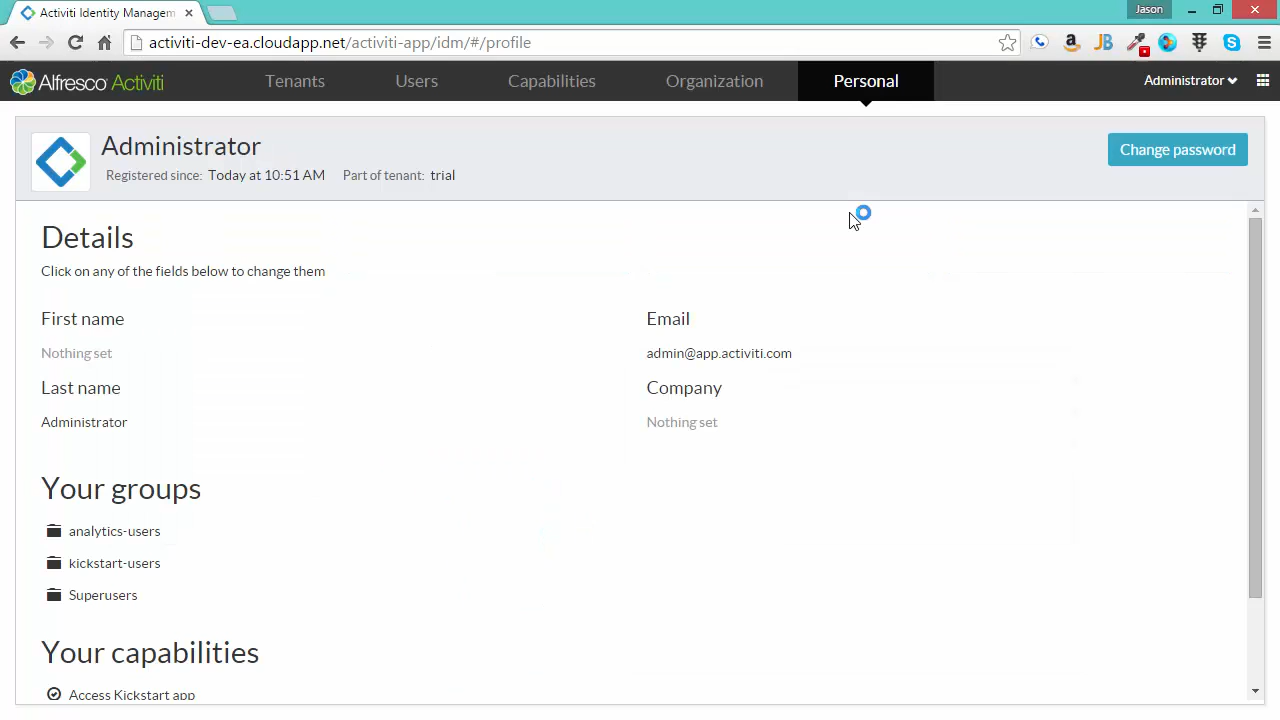 Activiti Identity Managem
Jason
activiti-dev-ea.cloudapp.net/activiti-app/idm/#/profile
Alfresco Activiti
Tenants
Users
Capabilities
Organization
Personal
Administrator
Administrator
Registered since: Today at 10:51 AM Part of tenant: trial
Change password
Details
Click on any of the fields below to change them
First name
Nothing set
Email
admin@app.activiti.com
Last name
Administrator
Company
Nothing set
Your groups
analytics-users
kickstart-users
Superusers
Your capabilities
Access Kickstart app